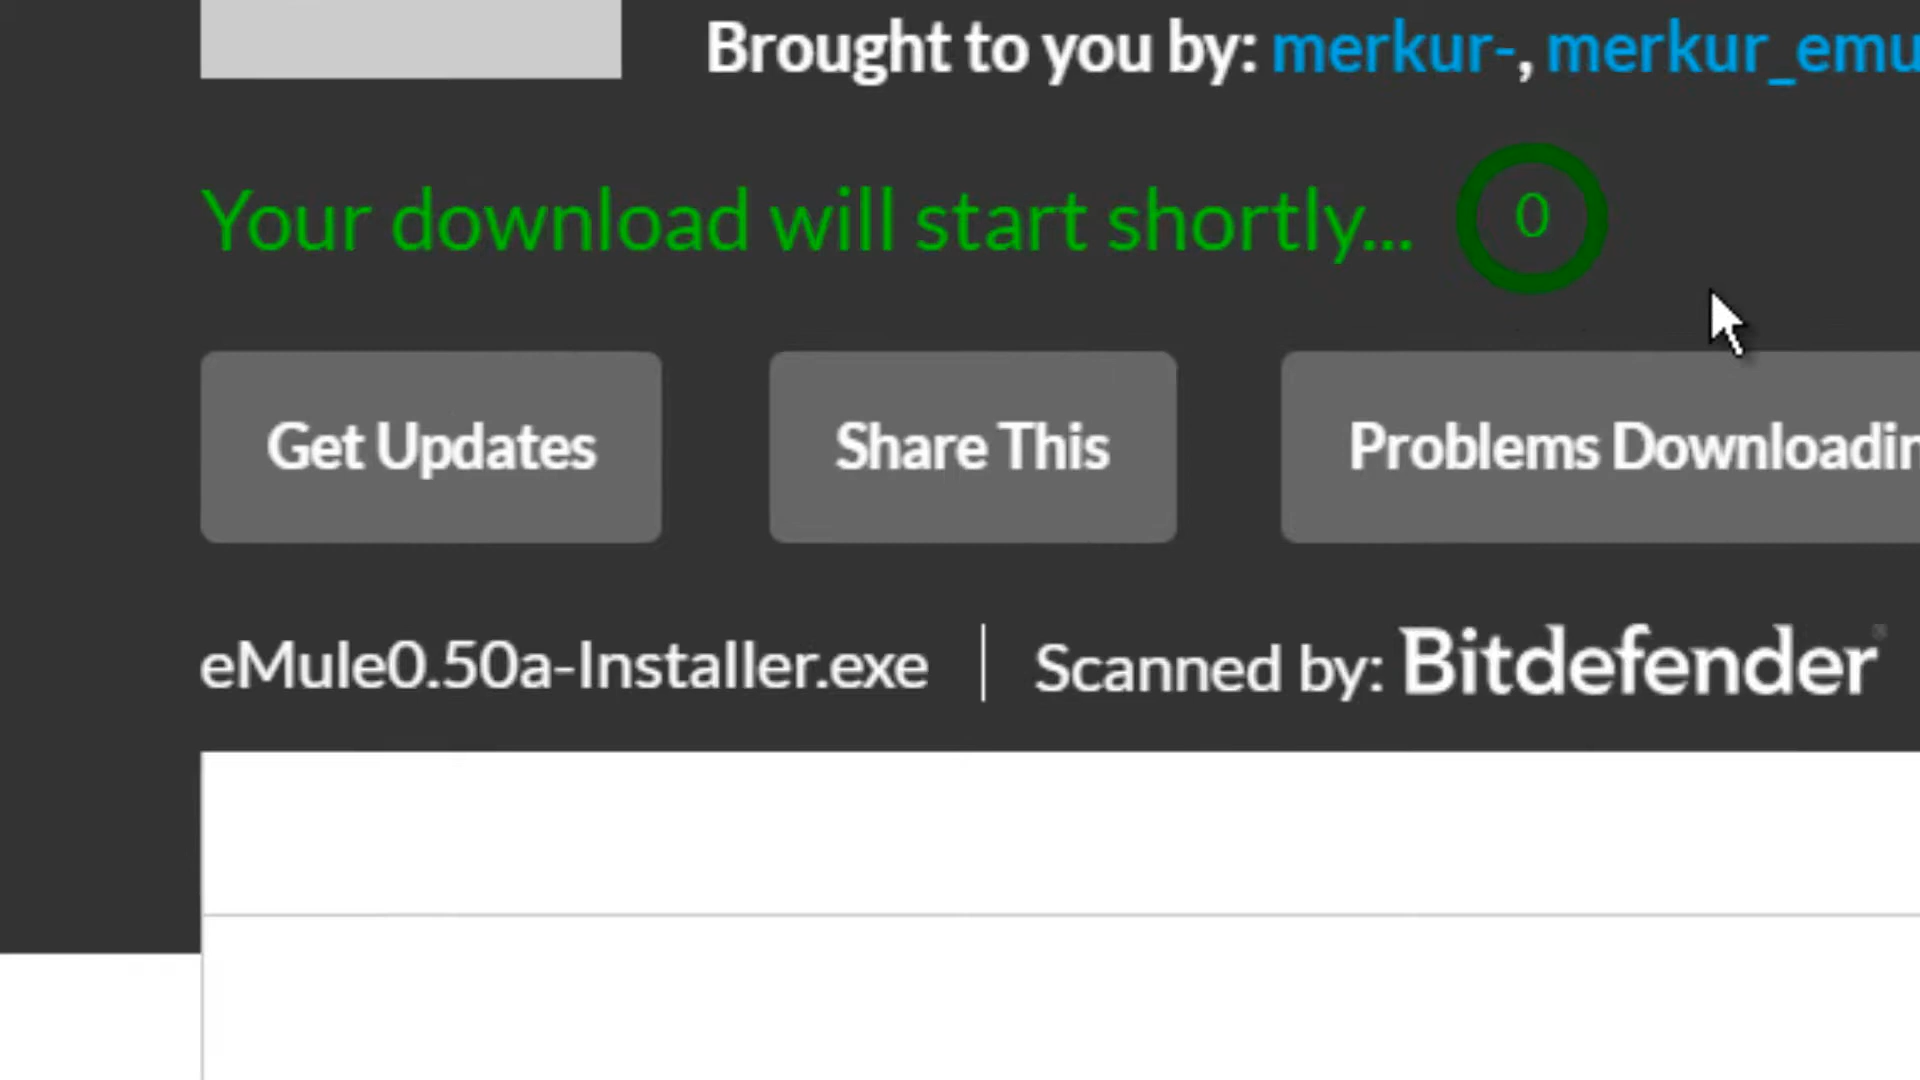 Brought to you by: merkur-, merkur_emu
Your download will start shortly... 0
Get Updates Share This Problems Downloadin
eMule0.50a-Installer.exe | Scanned by: Bitdefender